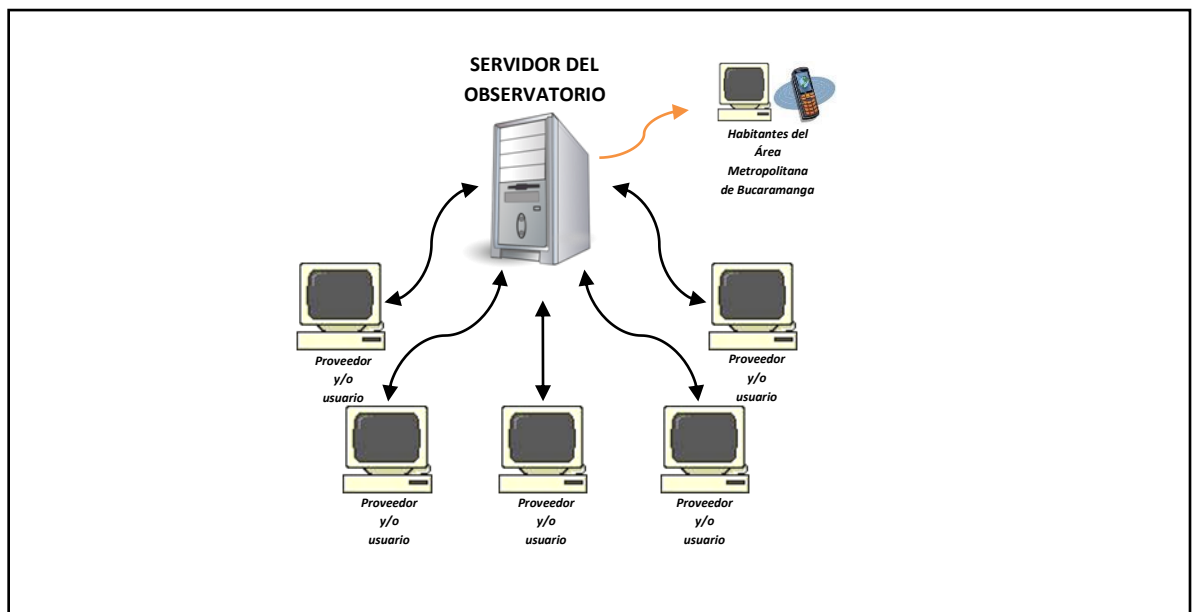 SERVIDOR DEL
OBSERVATORIO
Habitantes del
Área
Metropolitana
de Bucaramanga
Proveedor
y/o
usuario
Proveedor
y/o
usuario
Proveedor
y/o
usuario
Proveedor
y/o
usuario
Proveedor
y/o
usuario